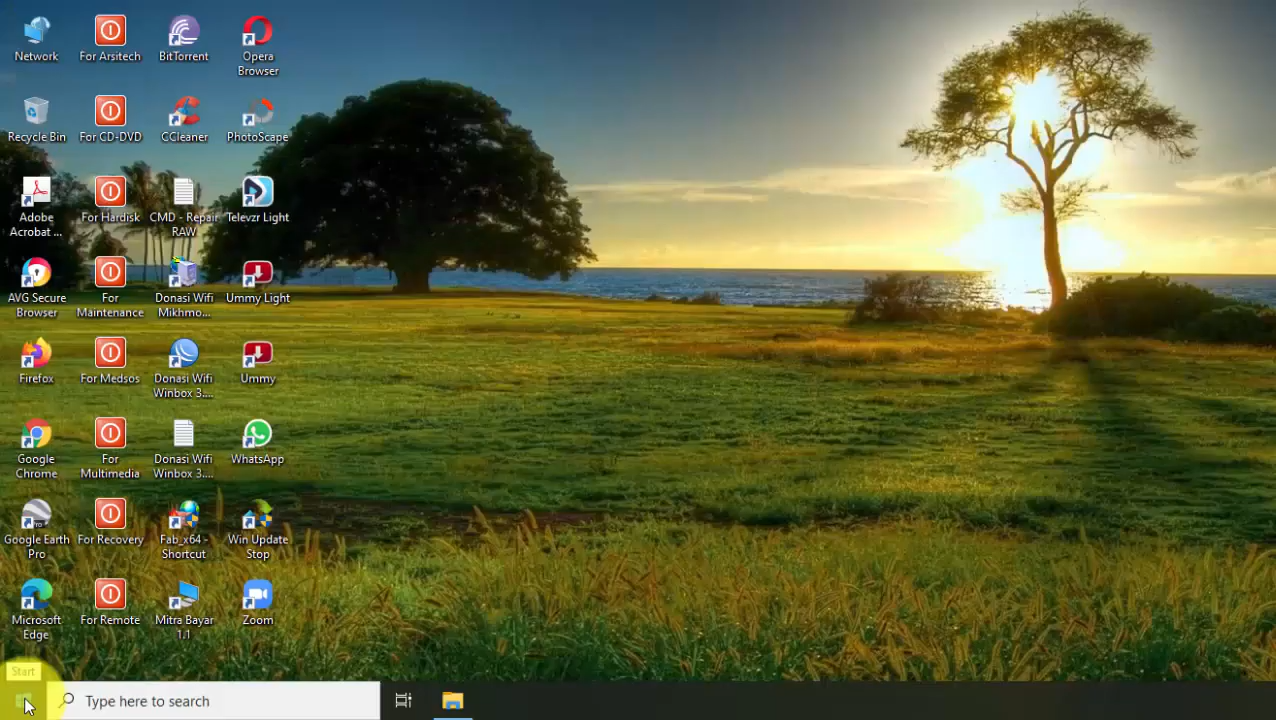 Network
For Arsitech
BitTorrent
Opera
Browser
Recycle Bin
For CD-DVD
CCleaner
PhotoScape
Adobe
Acrobat ...
For Hardisk
CMD - Repair
RAW
Televzr Light
AVG Secure
Browser
For
Maintenance
Donasi Wifi
Mikhmo...
Ummy Light
Firefox
For Medsos
Donasi Wifi
Winbox 3....
Ummy
Google
Chrome
For
Multimedia
Donasi Wifi
Winbox 3....
WhatsApp
Google Earth
Pro
For Recovery
Fab_x64 -
Shortcut
Win Update
Stop
Microsoft
Edge
For Remote
Mitra Bayar
1.1
Zoom
Start
Type here to search